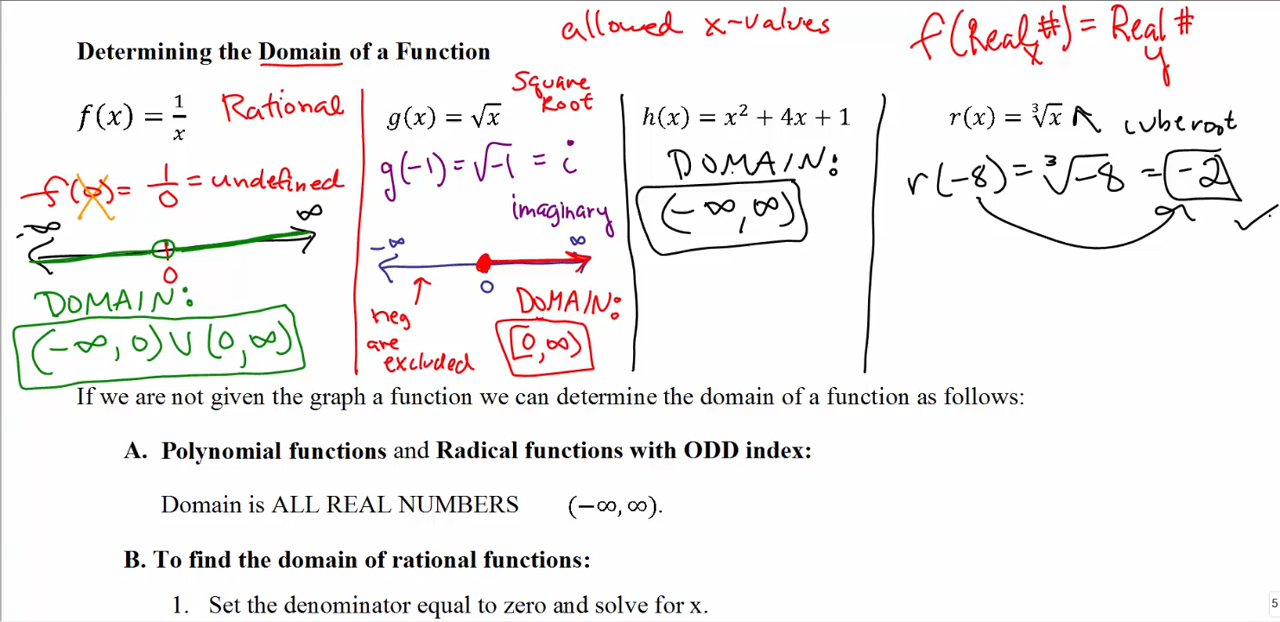 allowed x-values
f(Real #) = Real #
x y
Determining the Domain of a Function
f(x) = 1/x Rational
f(0) = 1/0 = undefined
-∞ ∞
0
DOMAIN:
(-∞, 0) ∪ (0, ∞)
Square
Root
g(x) = √x
g(-1) = √-1 = i
imaginary
-∞ ∞
0
neg
are
excluded
DOMAIN:
[0, ∞)
h(x) = x² + 4x + 1
DOMAIN:
(-∞, ∞)
r(x) = ∛x cuberoot
r(-8) = ∛-8 = -2
If we are not given the graph a function we can determine the domain of a function as follows:
A. Polynomial functions and Radical functions with ODD index:
Domain is ALL REAL NUMBERS (−∞, ∞).
B. To find the domain of rational functions:
1. Set the denominator equal to zero and solve for x.
5